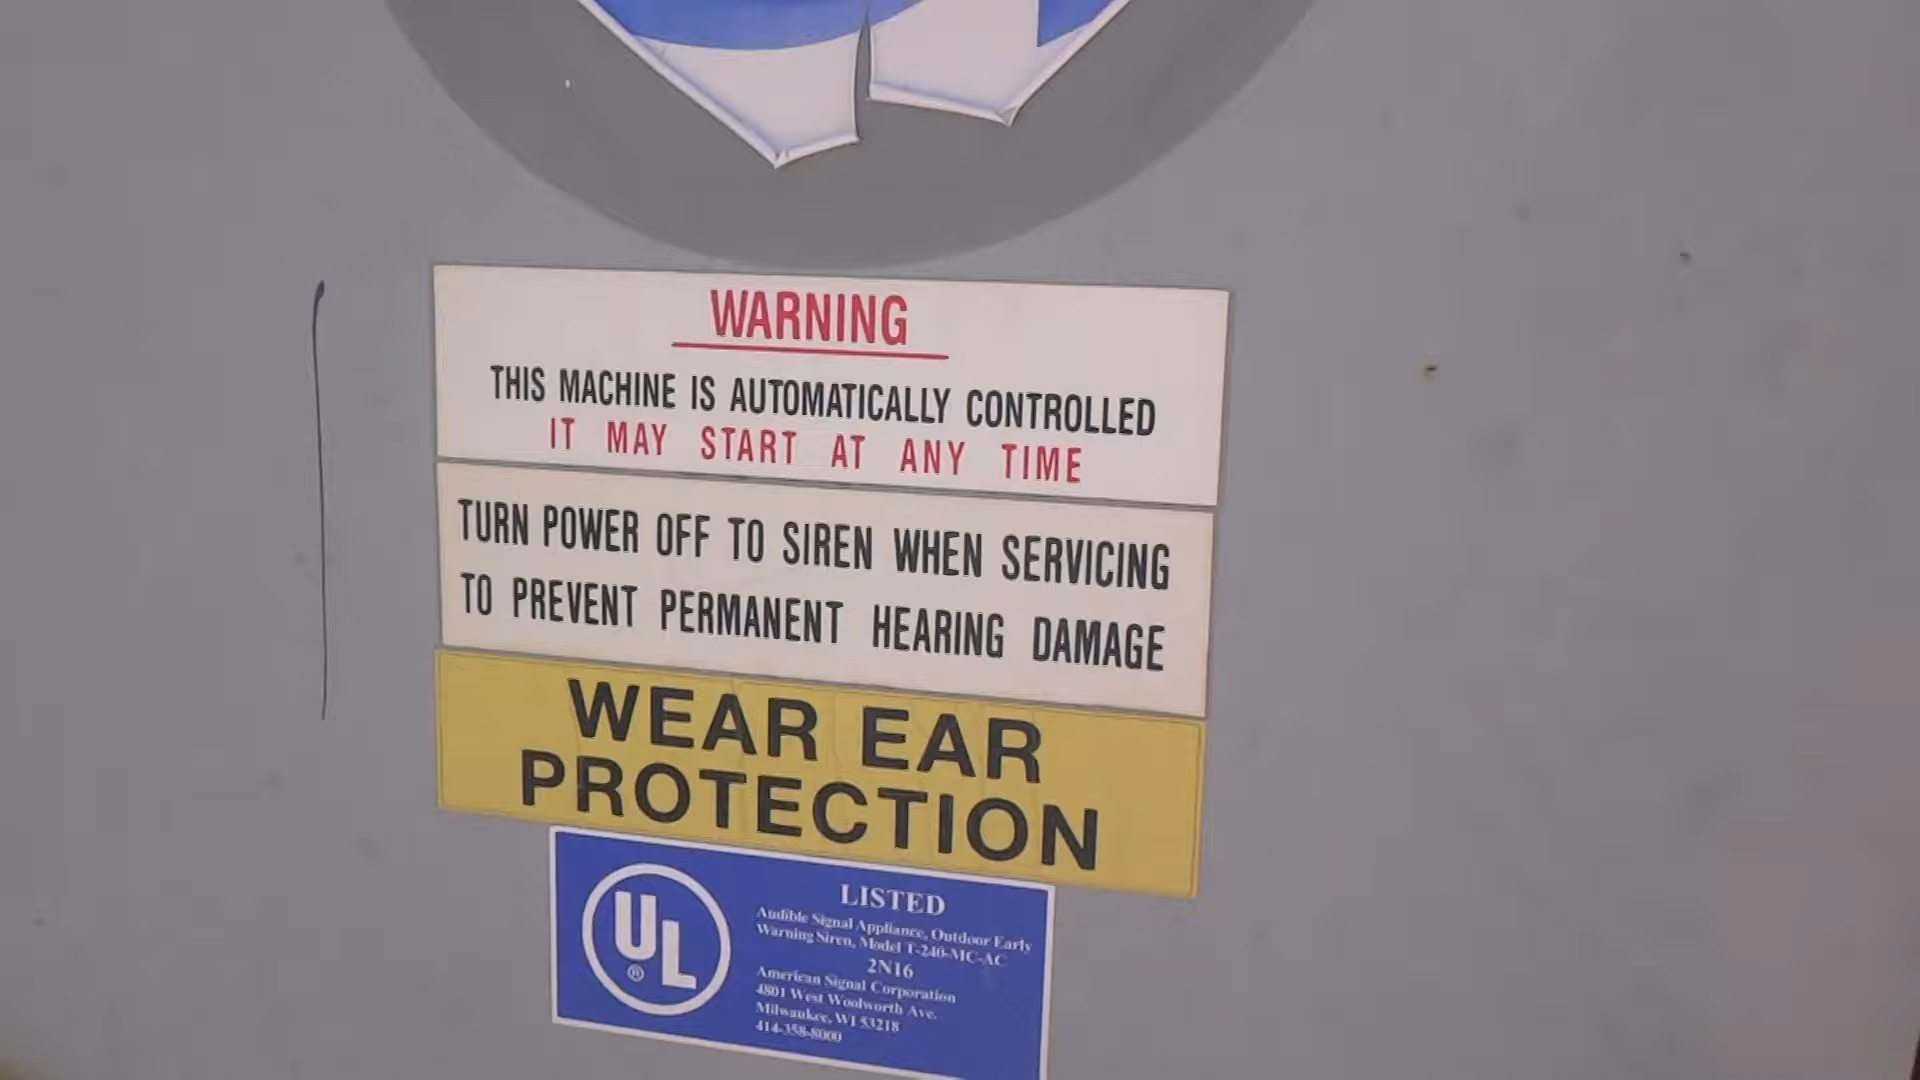 WARNING
THIS MACHINE IS AUTOMATICALLY CONTROLLED
IT MAY START AT ANY TIME
TURN POWER OFF TO SIREN WHEN SERVICING
TO PREVENT PERMANENT HEARING DAMAGE
WEAR EAR
PROTECTION
UL
®
LISTED
Audible Signal Appliance, Outdoor Early
Warning Siren, Model T-240-MC-AC
2N16
American Signal Corporation
4801 West Woolworth Ave.
Milwaukee, WI 53218
414-358-8000